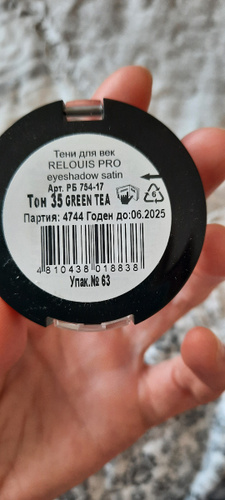 Тени для век
RELOUIS PRO
eyeshadow satin
Арт. РБ 754-17
Тон 35 GREEN TEA
Партия: 4744 Годен до:06.2025
4 810438 018838
Упак.№ 63